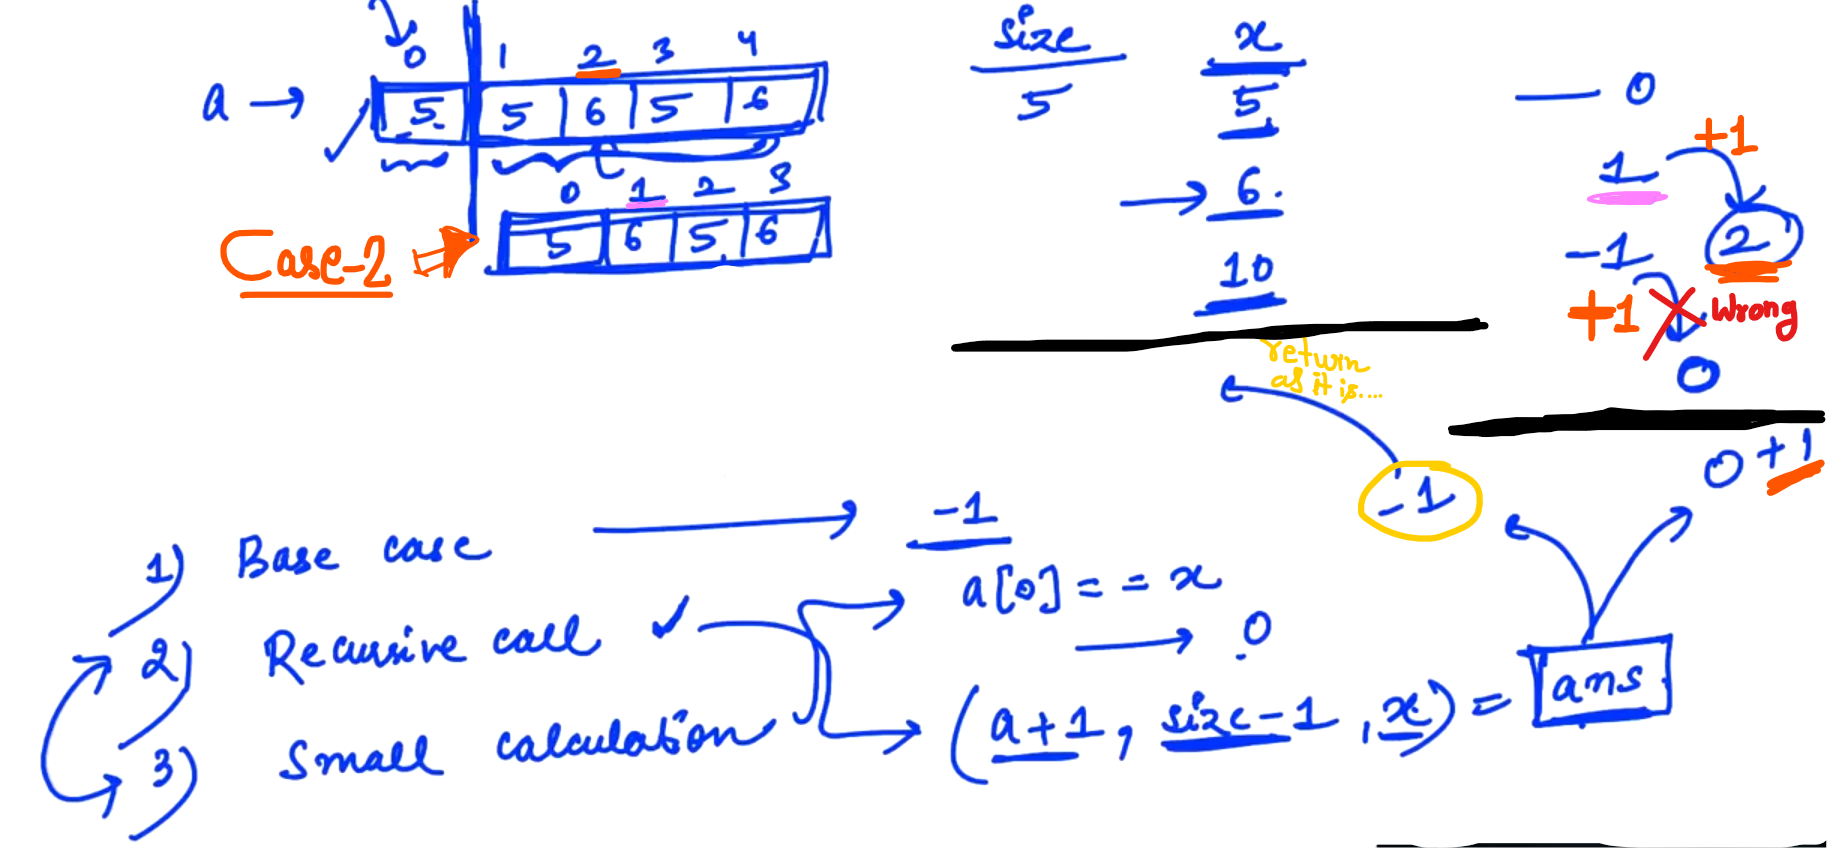 size x
0 1 2 3 4
a → 5 5 6 5 6 5 5 — 0
+1
0 1 2 3 → 6. 1
Case-2 5 6 5 6 -1 2
10 +1 Wrong
return
as it is.... 0
0 +1
-1 -1
1) Base case
a[0] = = x
2) Recursive call → 0
3) Small calculation (a+1, size-1, x) = ans